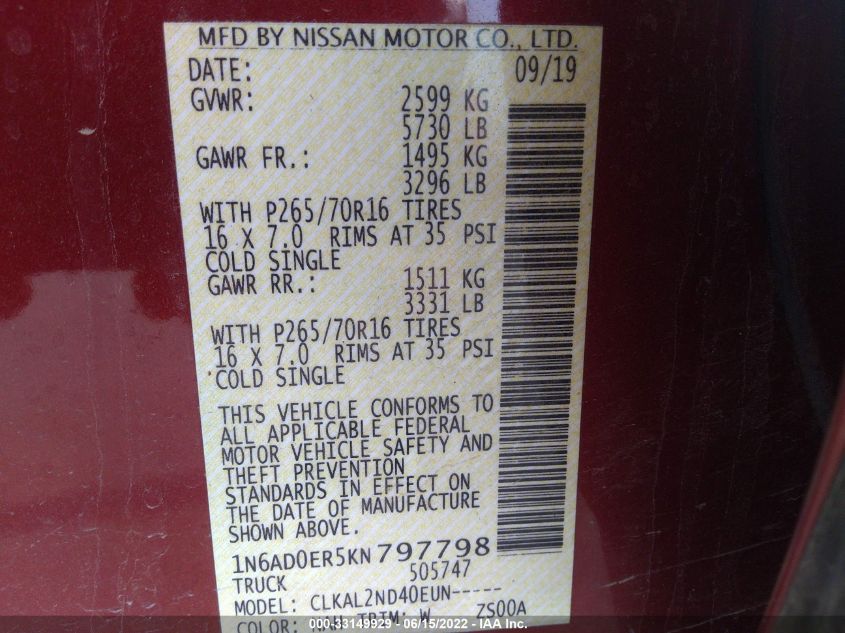 MFD BY NISSAN MOTOR CO., LTD.
DATE: 09/19
GVWR: 2599 KG
5730 LB
GAWR FR.: 1495 KG
3296 LB
WITH P265/70R16 TIRES
16 X 7.0 RIMS AT 35 PSI
COLD SINGLE
GAWR RR.: 1511 KG
3331 LB
WITH P265/70R16 TIRES
16 X 7.0 RIMS AT 35 PSI
COLD SINGLE
THIS VEHICLE CONFORMS TO
ALL APPLICABLE FEDERAL
MOTOR VEHICLE SAFETY AND
THEFT PREVENTION
STANDARDS IN EFFECT ON
THE DATE OF MANUFACTURE
SHOWN ABOVE.
1N6AD0ER5KN797798
TRUCK 505747
MODEL: CLKAL2ND40EUN-----
COLOR: TRIM: W ZS00A
000-33149929 - 06/15/2022 - IAA Inc.